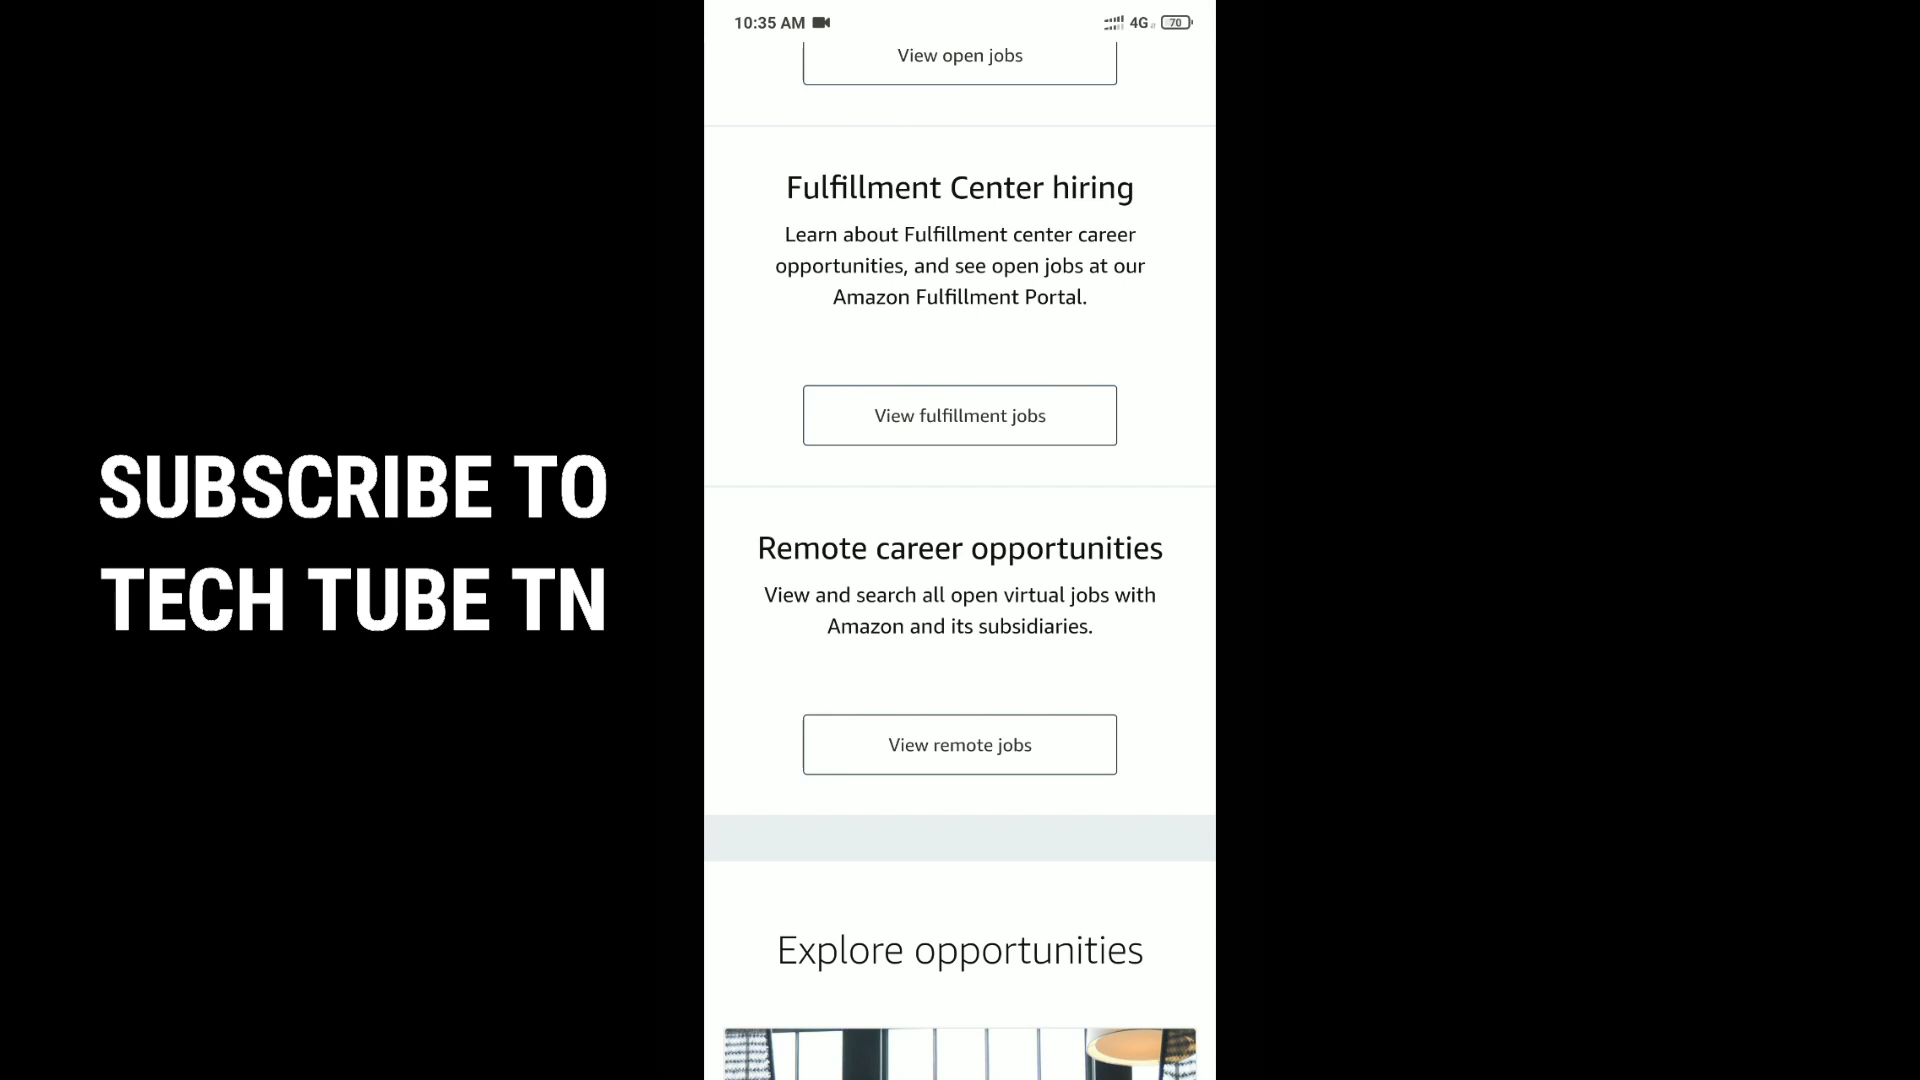 10:35 AM
4G
70
View open jobs
Fulfillment Center hiring
Learn about Fulfillment center career
opportunities, and see open jobs at our
Amazon Fulfillment Portal.
View fulfillment jobs
SUBSCRIBE TO
TECH TUBE TN
Remote career opportunities
View and search all open virtual jobs with
Amazon and its subsidiaries.
View remote jobs
Explore opportunities